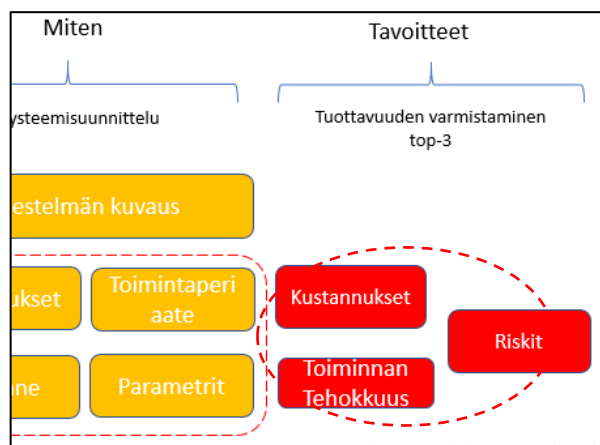 Miten
Tavoitteet
ysteemisuunnittelu
Tuottavuuden varmistaminen
top-3
estelmän kuvaus
ukset
Toimintaperi
aate
Kustannukset
Riskit
ne
Parametrit
Toiminnan
Tehokkuus